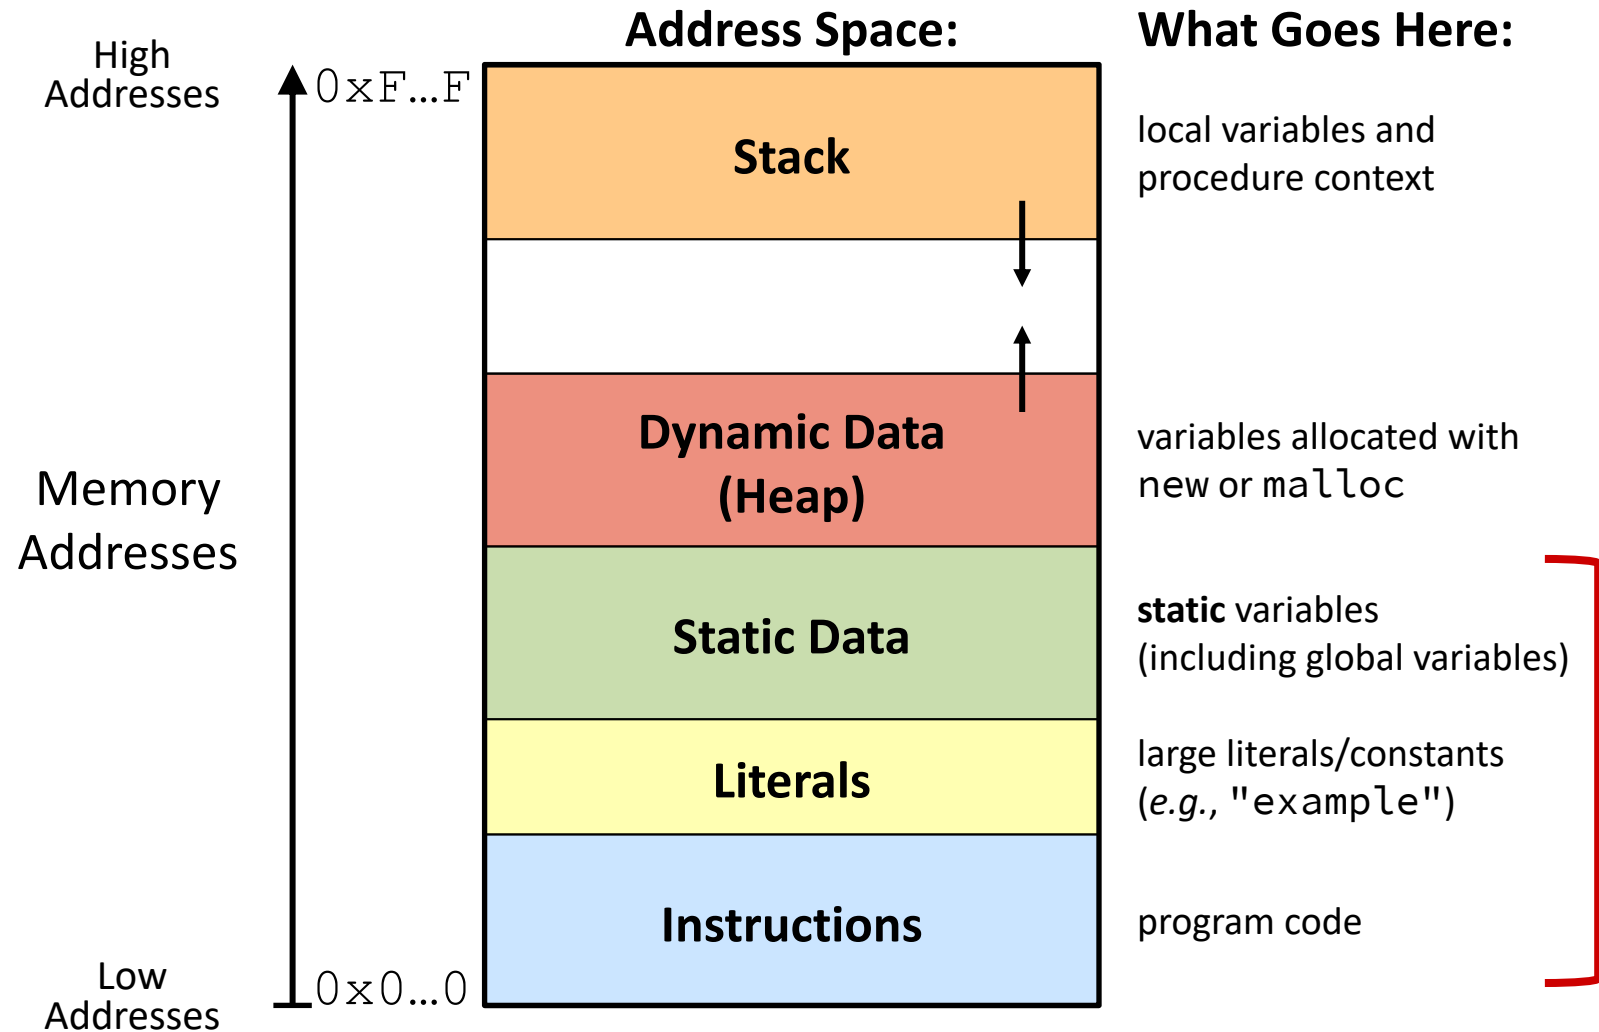 Address Space:
What Goes Here:
High
Addresses
0xF…F
Stack
local variables and
procedure context
Dynamic Data
(Heap)
variables allocated with
new or malloc
Memory
Addresses
Static Data
static variables
(including global variables)
Literals
large literals/constants
(e.g., "example")
Instructions
program code
Low
Addresses
0x0…0